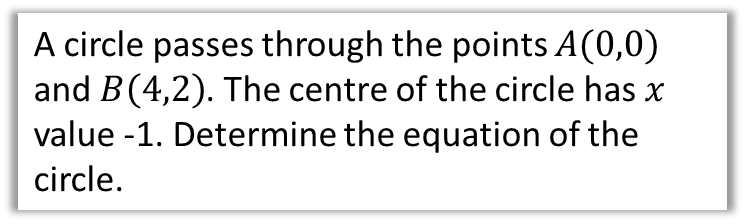 A circle passes through the points A(0,0)
and B(4,2). The centre of the circle has x
value -1. Determine the equation of the
circle.